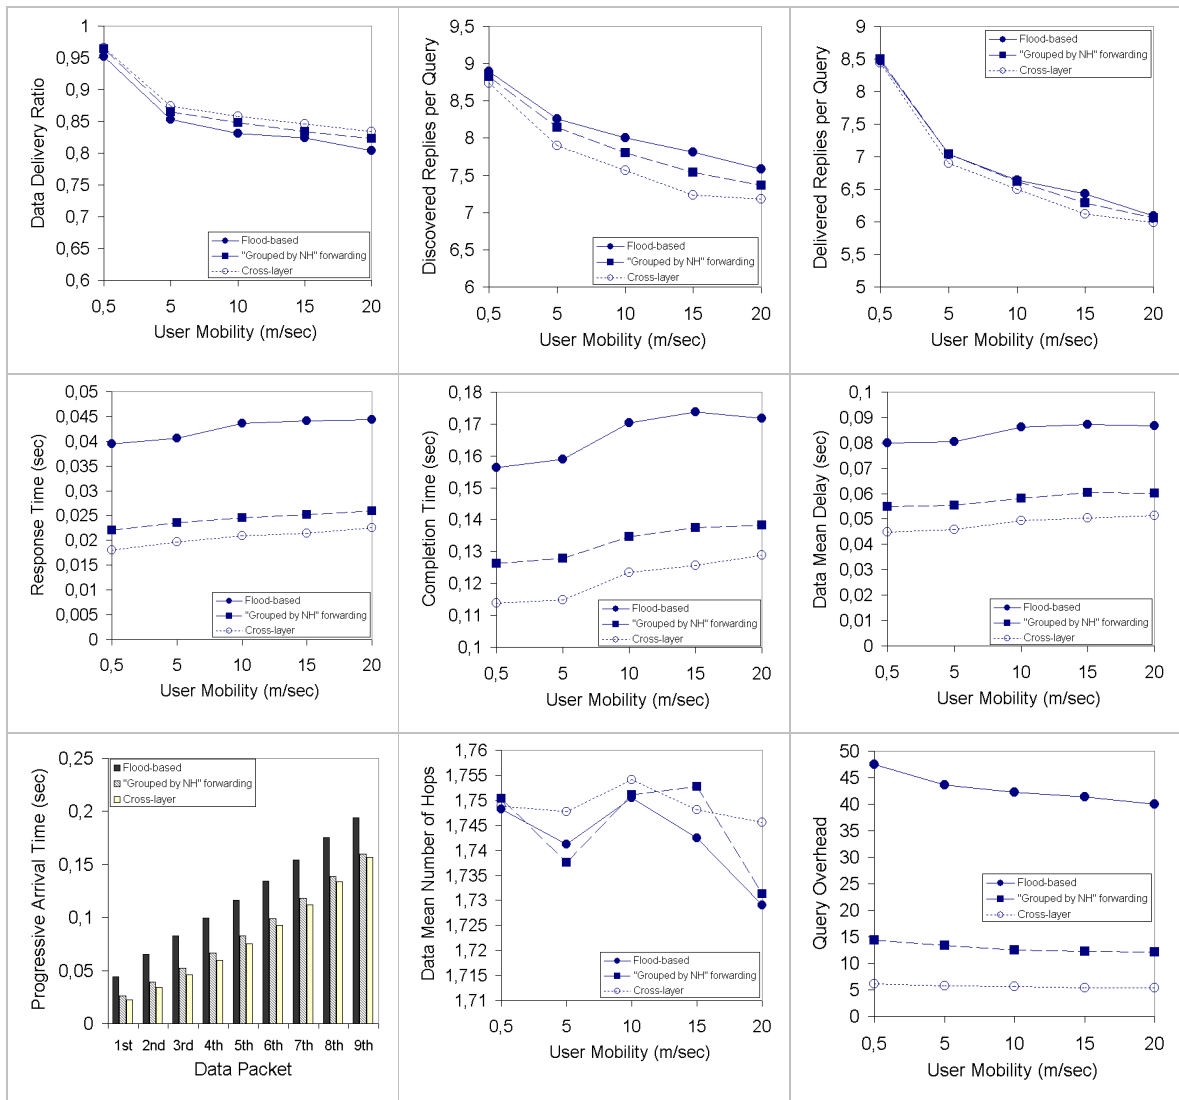 1
0,95
0,9
0,85
0,8
0,75
0,7
0,65
0,6
Data Delivery Ratio
Flood-based
"Grouped by NH" forwarding
Cross-layer
0,5 5 10 15 20
User Mobility (m/sec)
9,5
9
8,5
8
7,5
7
6,5
6
Discovered Replies per Query
Flood-based
"Grouped by NH" forwarding
Cross-layer
0,5 5 10 15 20
User Mobility (m/sec)
9
8,5
8
7,5
7
6,5
6
5,5
5
Delivered Replies per Query
Flood-based
"Grouped by NH" forwarding
Cross-layer
0,5 5 10 15 20
User Mobility (m/sec)
0,05
0,045
0,04
0,035
0,03
0,025
0,02
0,015
0,01
0,005
0
Response Time (sec)
Flood-based
"Grouped by NH" forwarding
Cross-layer
0,5 5 10 15 20
User Mobility (m/sec)
0,18
0,17
0,16
0,15
0,14
0,13
0,12
0,11
0,1
Completion Time (sec)
Flood-based
"Grouped by NH" forwarding
Cross-layer
0,5 5 10 15 20
User Mobility (m/sec)
0,1
0,09
0,08
0,07
0,06
0,05
0,04
0,03
0,02
0,01
0
Data Mean Delay (sec)
Flood-based
"Grouped by NH" forwarding
Cross-layer
0,5 5 10 15 20
User Mobility (m/sec)
0,25
0,2
0,15
0,1
0,05
0
Progressive Arrival Time (sec)
Flood-based
"Grouped by NH" forwarding
Cross-layer
1st 2nd 3rd 4th 5th 6th 7th 8th 9th
Data Packet
1,76
1,755
1,75
1,745
1,74
1,735
1,73
1,725
1,72
1,715
1,71
Data Mean Number of Hops
Flood-based
"Grouped by NH" forwarding
Cross-layer
0,5 5 10 15 20
User Mobility (m/sec)
50
45
40
35
30
25
20
15
10
5
0
Query Overhead
Flood-based
"Grouped by NH" forwarding
Cross-layer
0,5 5 10 15 20
User Mobility (m/sec)